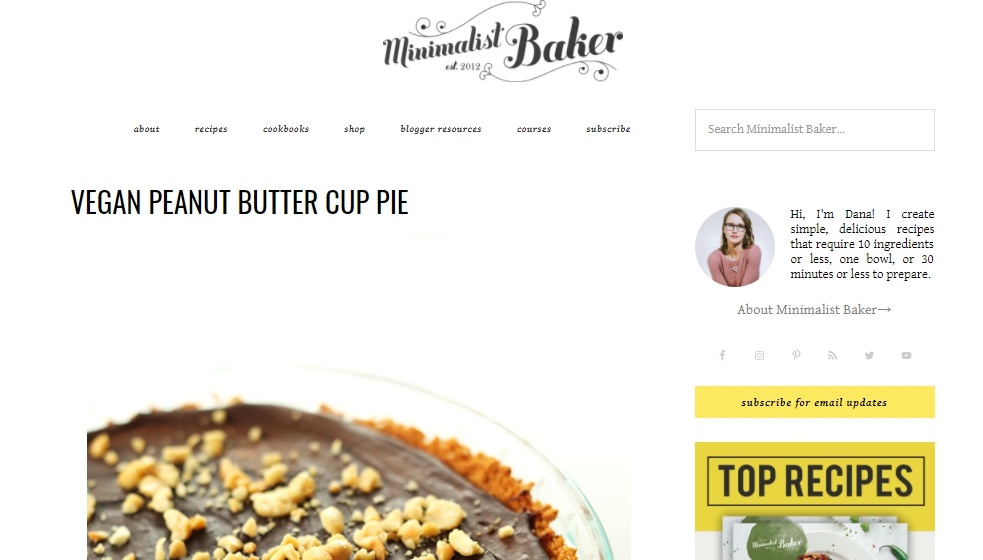 Minimalist Baker
est. 2012
about recipes cookbooks shop blogger resources courses subscribe
Search Minimalist Baker...
VEGAN PEANUT BUTTER CUP PIE
Hi, I'm Dana! I create
simple, delicious recipes
that require 10 ingredients
or less, one bowl, or 30
minutes or less to prepare.
About Minimalist Baker→
subscribe for email updates
TOP RECIPES
Minimalist Baker